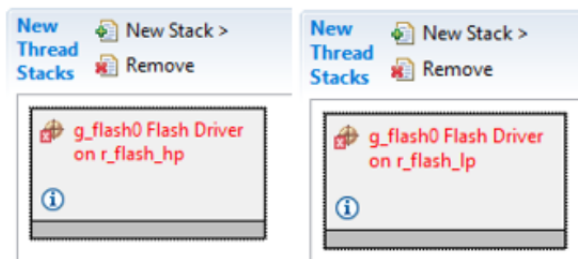 New
Thread
Stacks
New Stack >
Remove
g_flash0 Flash Driver
on r_flash_hp
New
Thread
Stacks
New Stack >
Remove
g_flash0 Flash Driver
on r_flash_lp